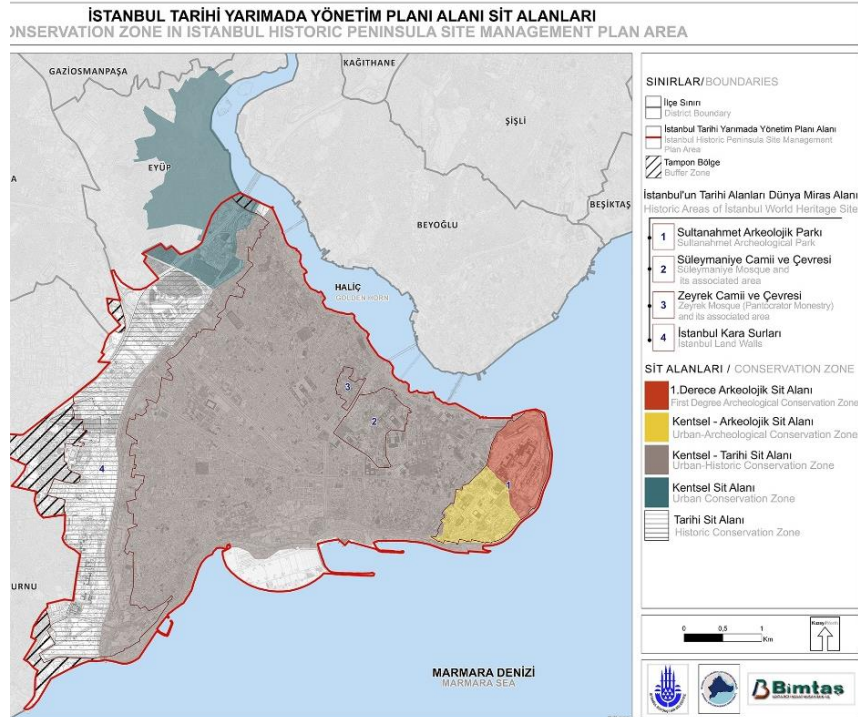 İSTANBUL TARİHİ YARIMADA YÖNETİM PLANI ALANI SİT ALANLARI
ONSERVATION ZONE IN ISTANBUL HISTORIC PENINSULA SITE MANAGEMENT PLAN AREA
GAZİOSMANPAŞA
KAĞITHANE
ŞİŞLİ
EYÜP
A
BEYOĞLU
BEŞİKTAŞ
HALİÇ
GOLDEN HORN
3
2
4
1
URNU
MARMARA DENİZİ
MARMARA SEA
SINIRLAR/BOUNDARIES
İlçe Sınırı
District Boundary
İstanbul Tarihi Yarımada Yönetim Planı Alanı
Istanbul Historic Peninsula Site Management
Plan Area
Tampon Bölge
Buffer Zone
İstanbul'un Tarihi Alanları Dünya Miras Alanı
Historic Areas of İstanbul World Heritage Site
1 Sultanahmet Arkeolojik Parkı
Sultanahmet Archeological Park
2 Süleymaniye Camii ve Çevresi
Süleymaniye Mosque and
its associated area
3 Zeyrek Camii ve Çevresi
Zeyrek Mosque (Pantocrator Monestry)
and its associated area
4 İstanbul Kara Surları
İstanbul Land Walls
SİT ALANLARI / CONSERVATION ZONE
1.Derece Arkeolojik Sit Alanı
First Degree Archeological Conservation Zone
Kentsel - Arkeolojik Sit Alanı
Urban-Archeological Conservation Zone
Kentsel - Tarihi Sit Alanı
Urban-Historic Conservation Zone
Kentsel Sit Alanı
Urban Conservation Zone
Tarihi Sit Alanı
Historic Conservation Zone
0 0,5 1
Km
Kuzey/North
Bimtaş